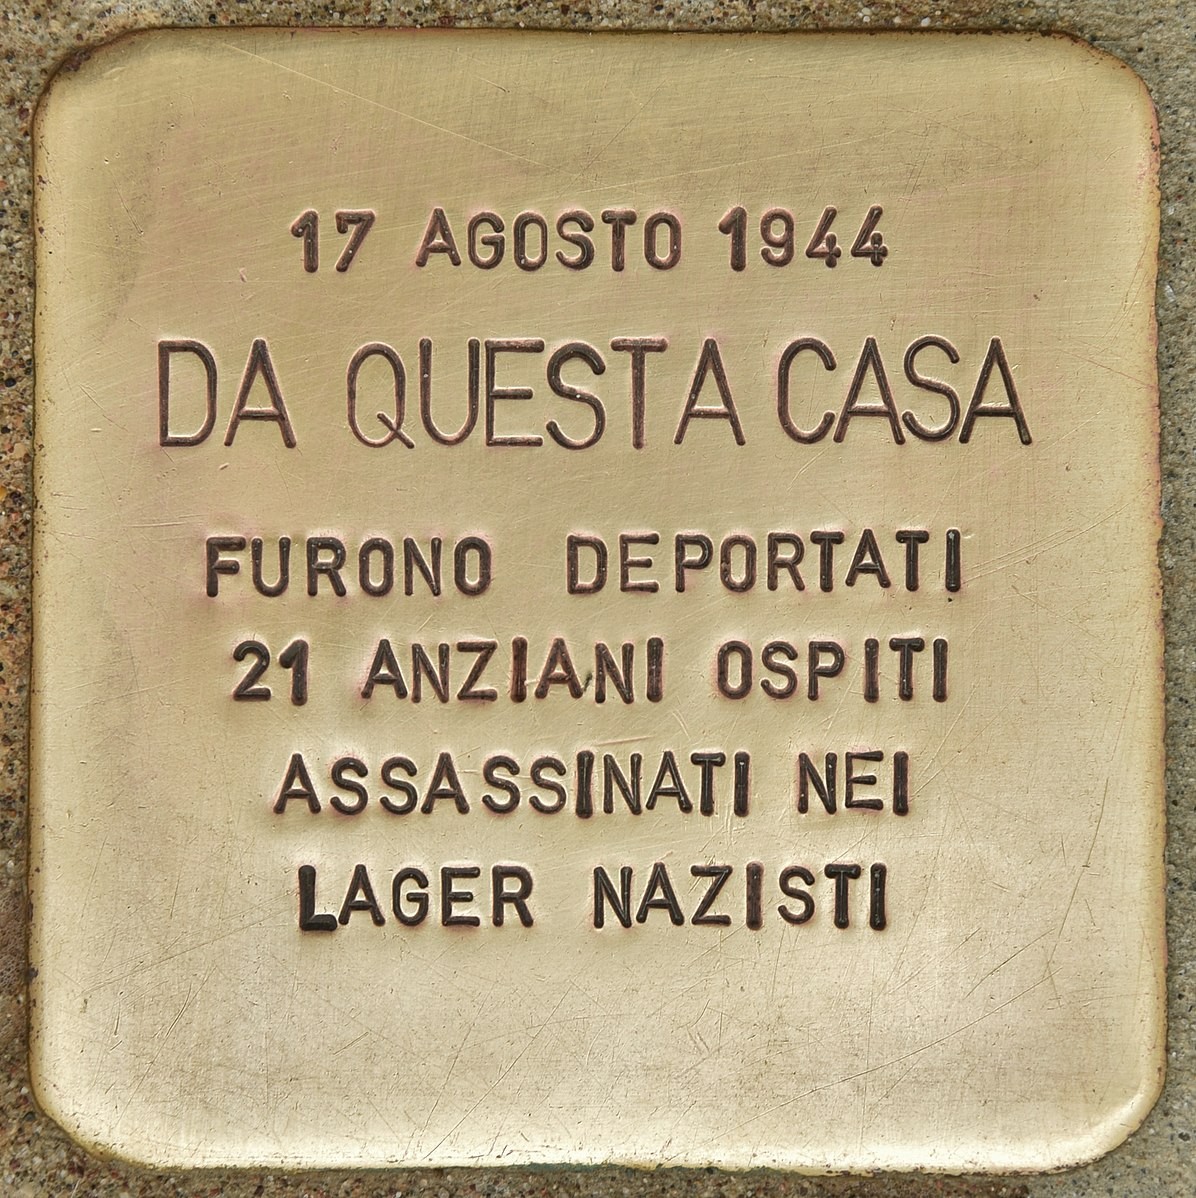 17 AGOSTO 1944
DA QUESTA CASA
FURONO DEPORTATI
21 ANZIANI OSPITI
ASSASSINATI NEI
LAGER NAZISTI